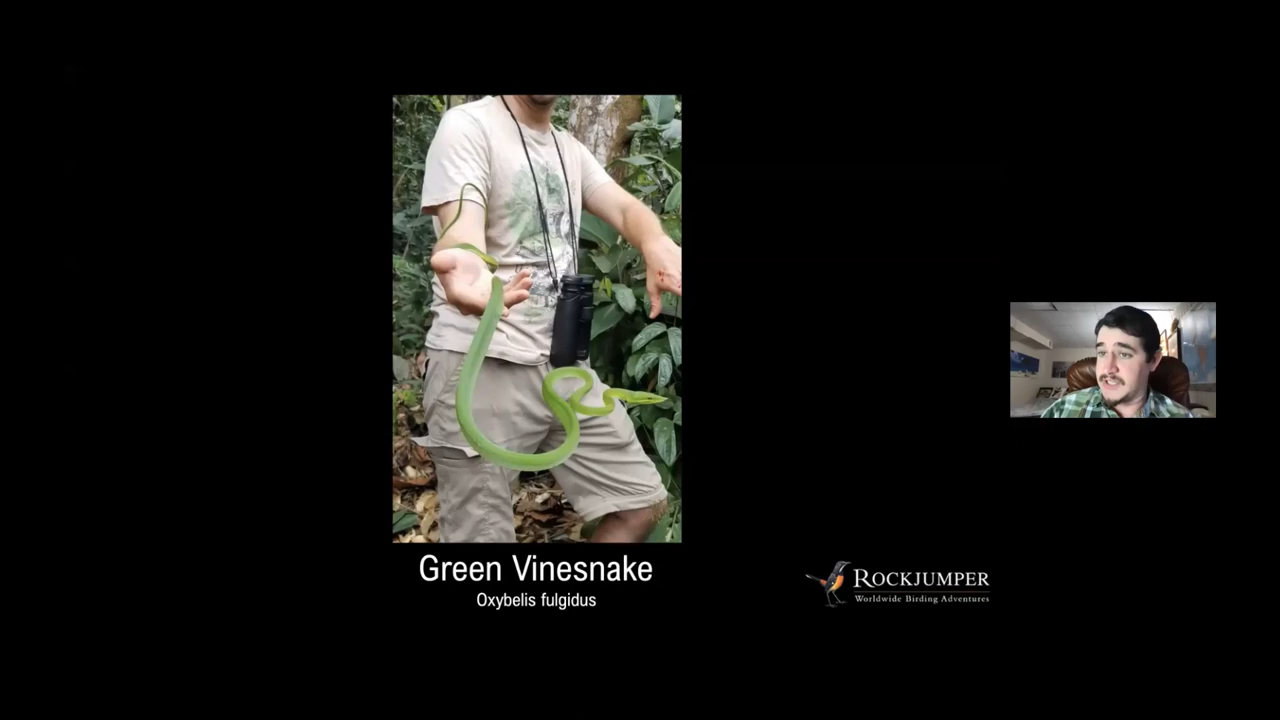 Green Vinesnake
Oxybelis fulgidus
ROCKJUMPER
Worldwide Birding Adventures